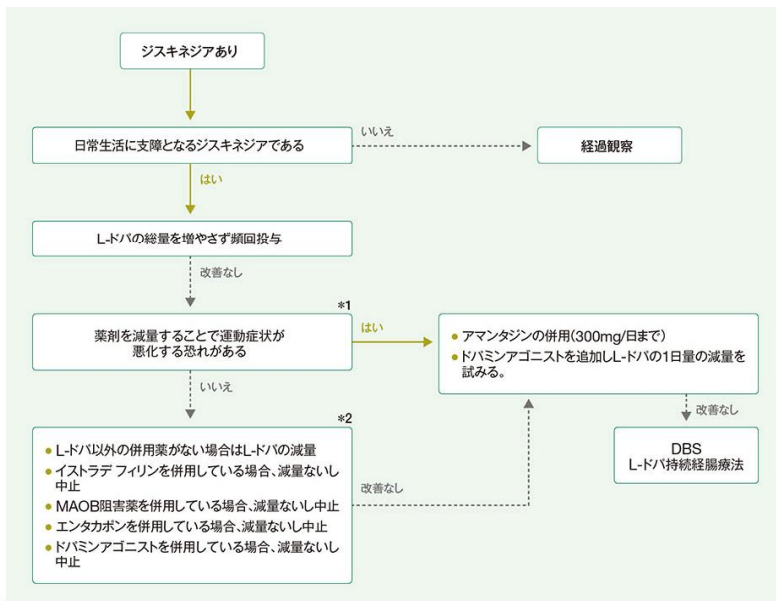 ジスキネジアあり
日常生活に支障となるジスキネジアである
いいえ
経過観察
はい
L-ドパの総量を増やさず頻回投与
改善なし
*1
薬剤を減量することで運動症状が
悪化する恐れがある
はい
● アマンタジンの併用(300mg/日まで)
● ドパミンアゴニストを追加しL-ドパの1日量の減量を
試みる。
いいえ
改善なし
*2
● L-ドパ以外の併用薬がない場合はL-ドパの減量
● イストラデ フィリンを併用している場合、減量ないし
中止
● MAOB阻害薬を併用している場合、減量ないし中止
● エンタカポンを併用している場合、減量ないし中止
● ドパミンアゴニストを併用している場合、減量ないし
中止
改善なし
DBS
L-ドパ持続経腸療法